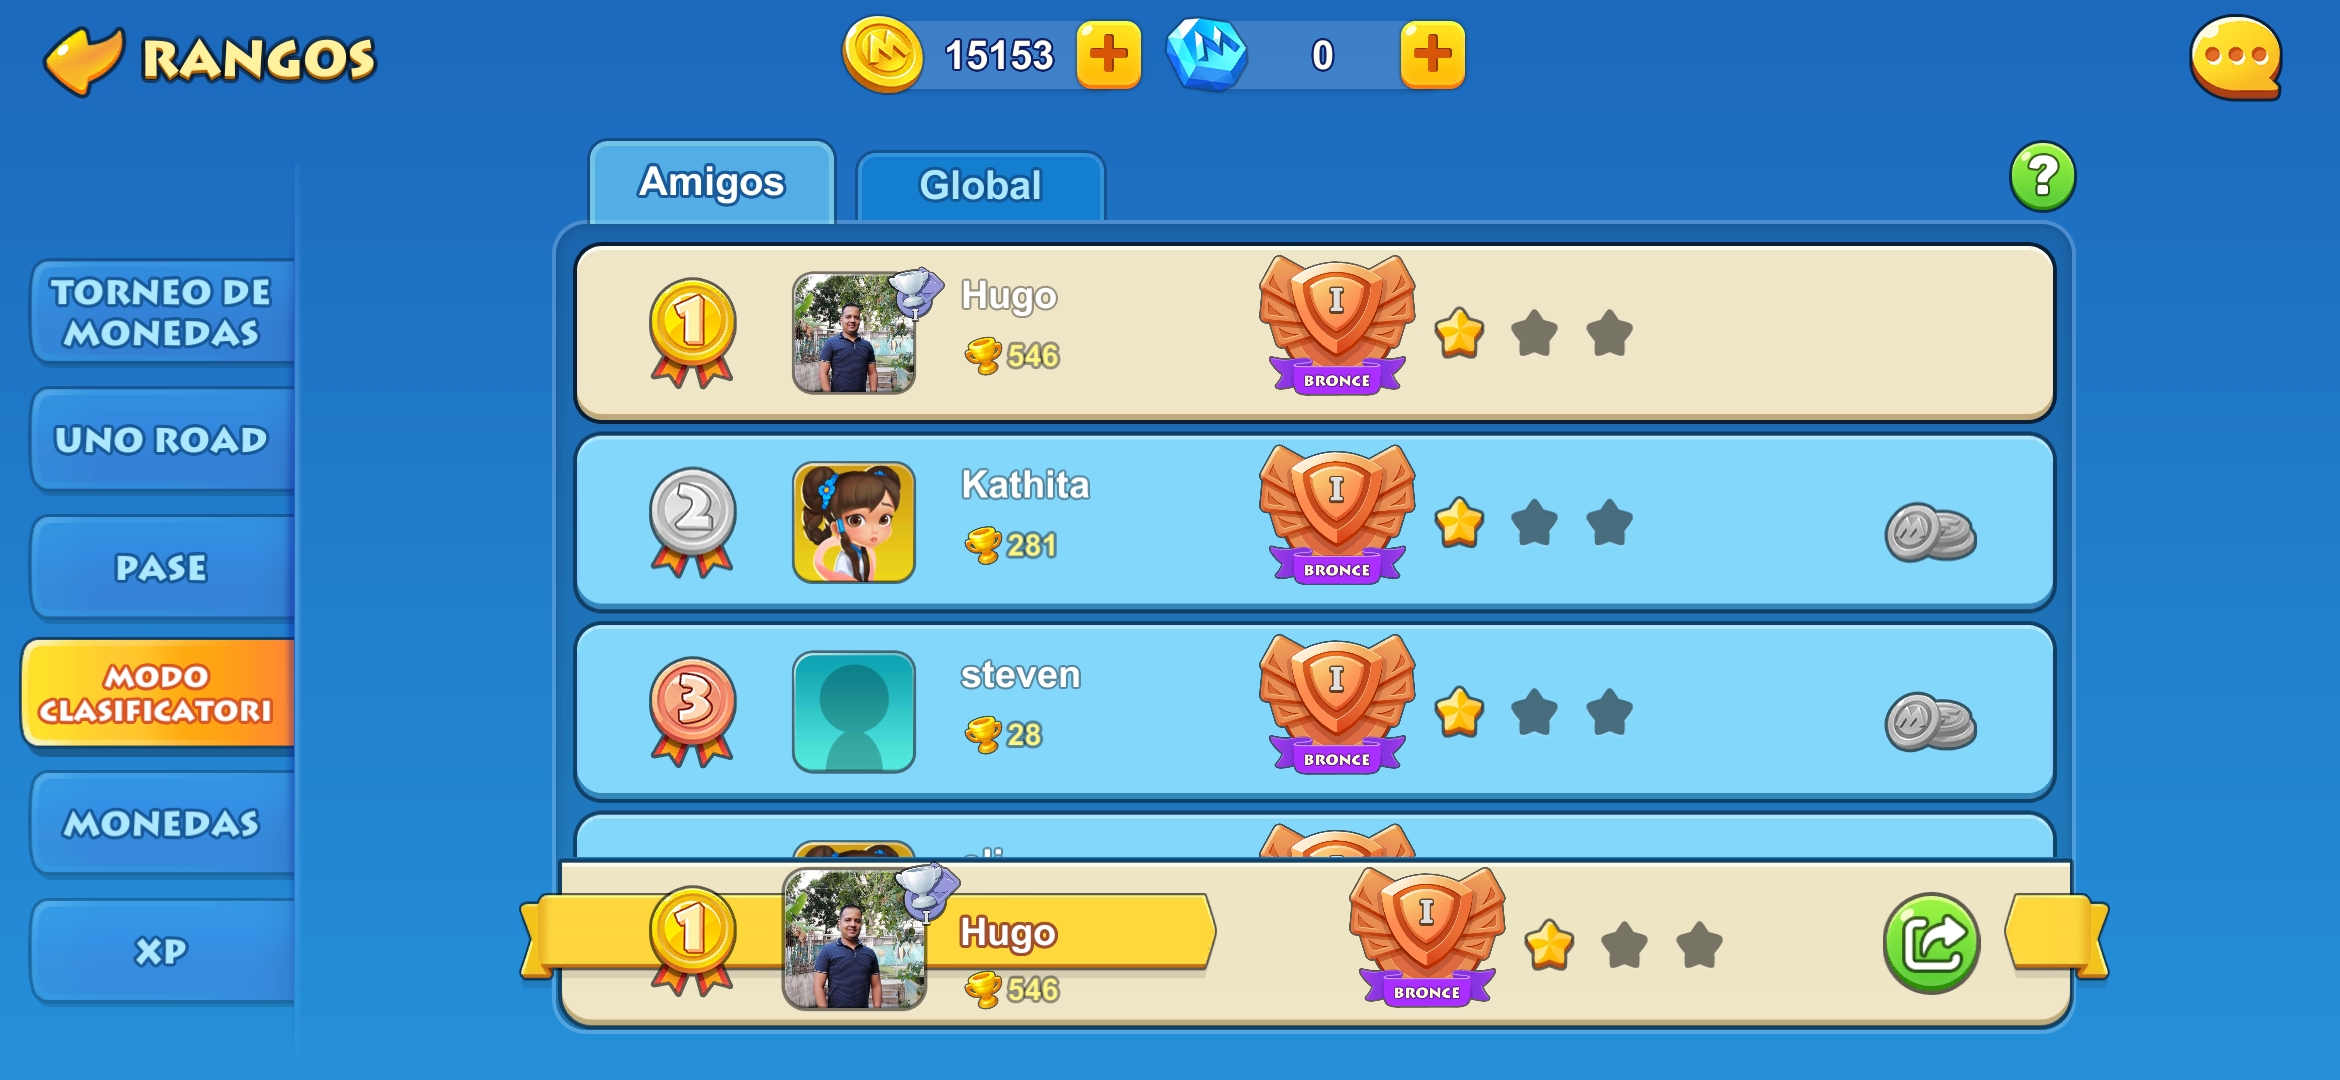 RANGOS
15153
0
Amigos
Global
?
TORNEO DE
MONEDAS
UNO ROAD
PASE
MODO
CLASIFICATORI
MONEDAS
XP
1
Hugo
546
I
BRONCE
2
Kathita
281
I
BRONCE
3
steven
28
I
BRONCE
1
Hugo
546
I
BRONCE